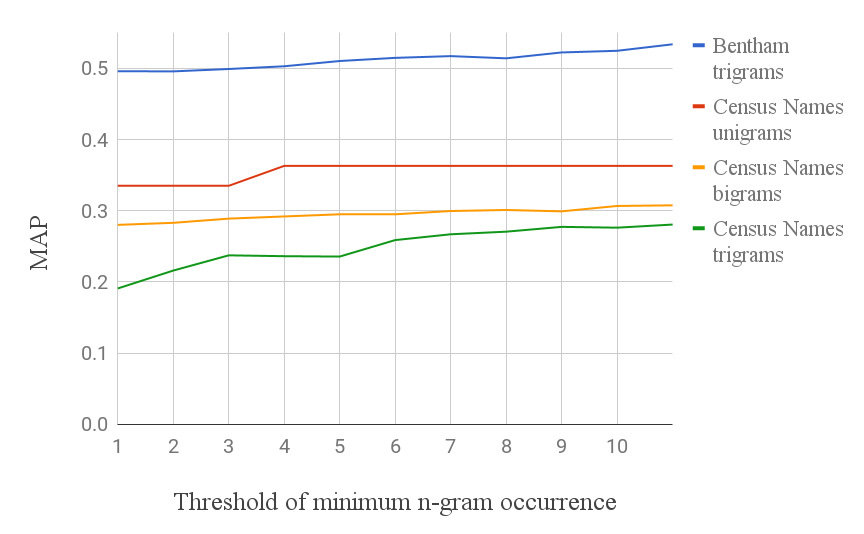 0.5
0.4
0.3
0.2
0.1
0.0
MAP
1 2 3 4 5 6 7 8 9 10
Threshold of minimum n-gram occurrence
Bentham
trigrams
Census Names
unigrams
Census Names
bigrams
Census Names
trigrams